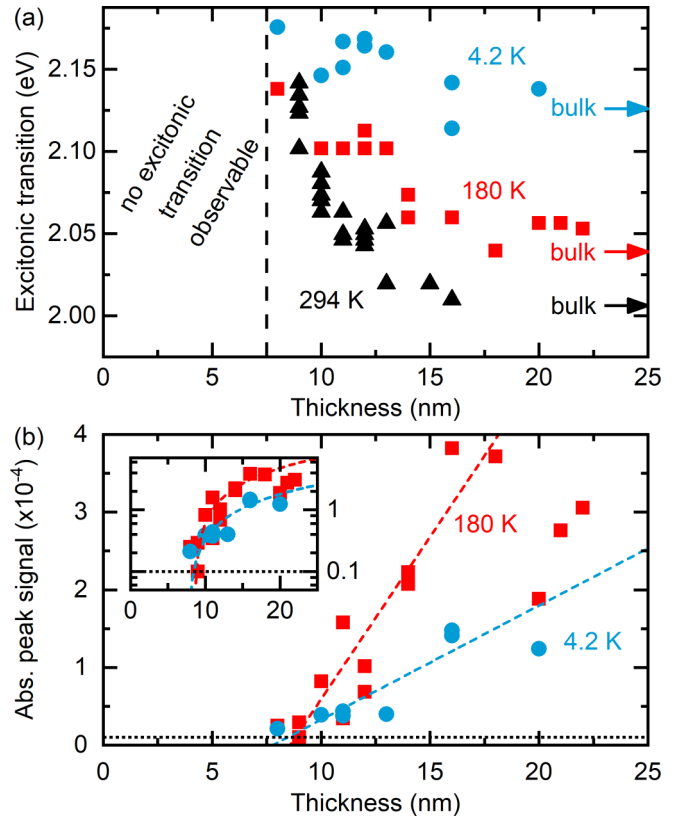 (a)
Excitonic transition (eV)
2.15
2.10
2.05
2.00
no excitonic
transition
observable
4.2 K
bulk
180 K
bulk
294 K
bulk
0 5 10 15 20 25
Thickness (nm)
(b)
Abs. peak signal (x10-4)
4
3
2
1
0
1
0.1
0 10 20
180 K
4.2 K
0 5 10 15 20 25
Thickness (nm)